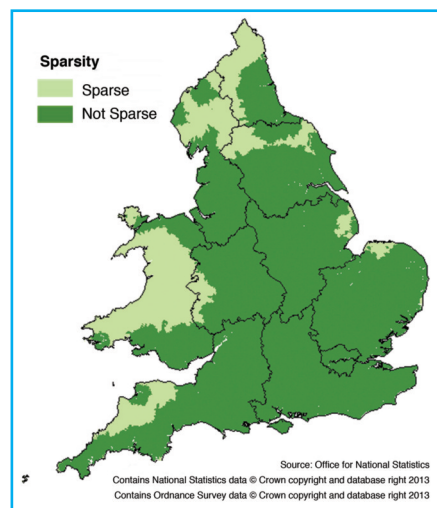 Sparsity
Sparse
Not Sparse
Source: Office for National Statistics
Contains National Statistics data © Crown copyright and database right 2013
Contains Ordnance Survey data © Crown copyright and database right 2013